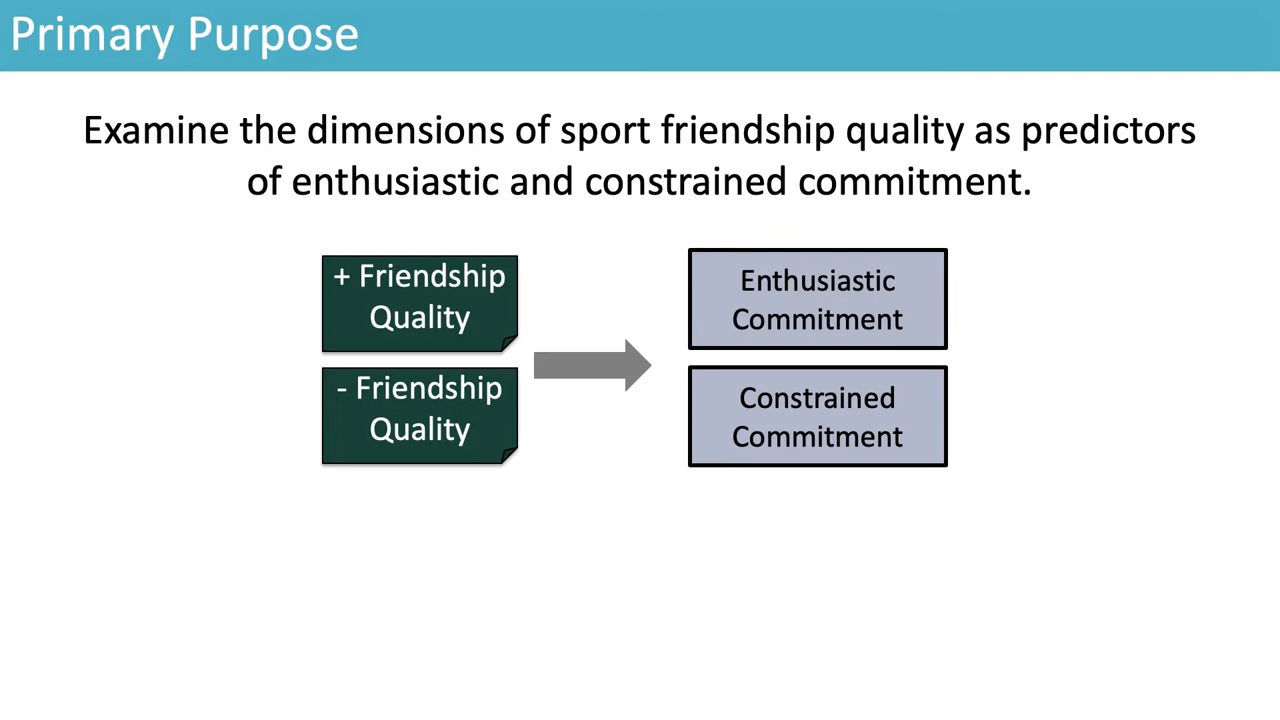 Primary Purpose
Examine the dimensions of sport friendship quality as predictors
of enthusiastic and constrained commitment.
+ Friendship
Quality
- Friendship
Quality
Enthusiastic
Commitment
Constrained
Commitment